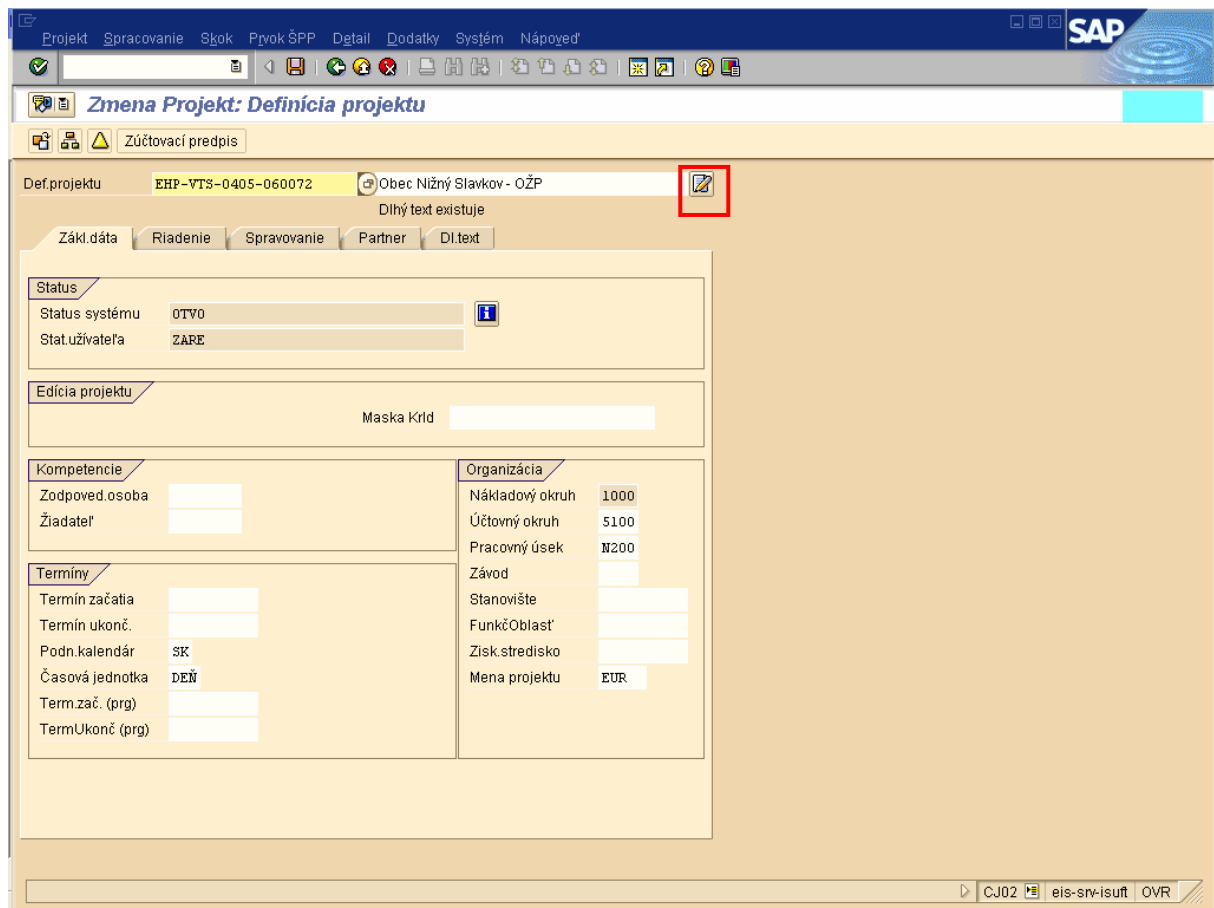 Projekt Spracovanie Skok Prvok ŠPP Detail Dodatky Systém Nápoveď
SAP
Zmena Projekt: Definícia projektu
Zúčtovací predpis
Def.projektu EHP-VTS-0405-060072 Obec Nižný Slavkov - OŽP
Dlhý text existuje
Zákl.dáta Riadenie Spravovanie Partner Dl.text
Status
Status systému OTVO
Stat.užívateľa ZARE
Edícia projektu
Maska KrId
Kompetencie
Zodpoved.osoba
Žiadateľ
Organizácia
Nákladový okruh 1000
Účtovný okruh 5100
Pracovný úsek N200
Závod
Stanovište
FunkčOblasť
Zisk.stredisko
Mena projektu EUR
Termíny
Termín začatia
Termín ukonč.
Podn.kalendár SK
Časová jednotka DEŇ
Term.zač. (prg)
TermUkonč (prg)
CJ02 eis-srv-isuft OVR